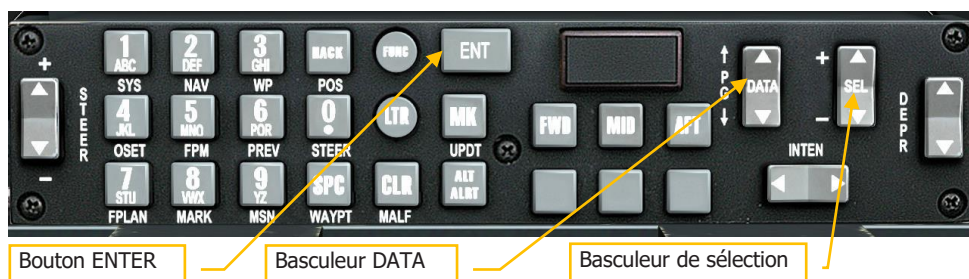 +
STEER
-
1 ABC
SYS
2 DEF
NAV
3 GHI
WP
HACK
POS
FUNC
ENT
4 JKL
OSET
5 MNO
FPM
6 PQR
PREV
0
STEER
LTR
MK
UPDT
7 STU
FPLAN
8 VWX
MARK
9 YZ
MSN
SPC
WAYPT
CLR
MALF
ALT
ALRT
FWD
MID
AFT
↑
PG
↓
DATA
+
SEL
-
INTEN
DEPR
Bouton ENTER
Basculeur DATA
Basculeur de sélection